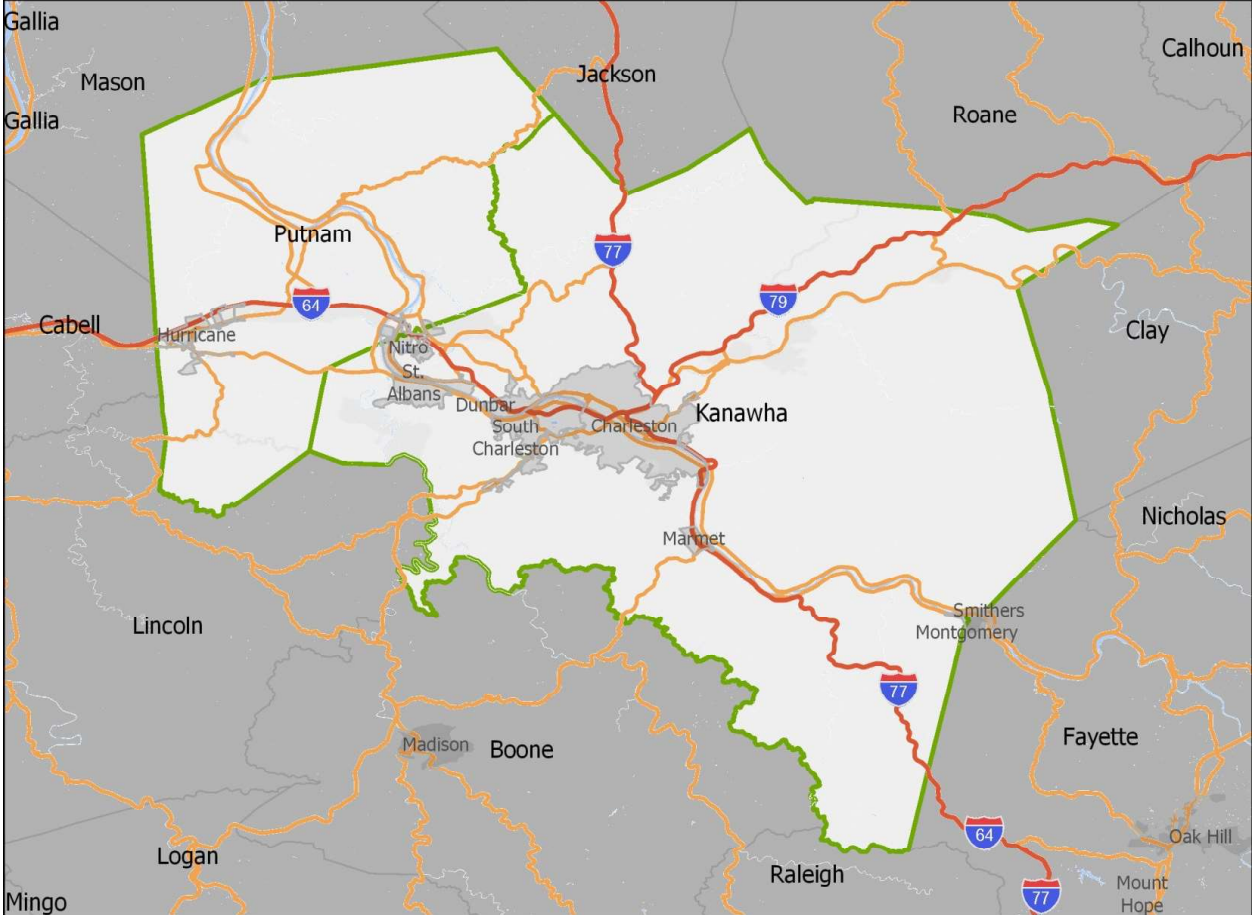 Gallia
Calhoun
Mason
Jackson
Gallia
Roane
Putnam
77
79
64
Cabell
Hurricane
Clay
Nitro
St.
Albans
Dunbar
Kanawha
South
Charleston
Charleston
Nicholas
Marmet
Smithers
Lincoln
Montgomery
77
Fayette
Madison
Boone
64
Oak Hill
Logan
Raleigh
Mount
Hope
77
Mingo